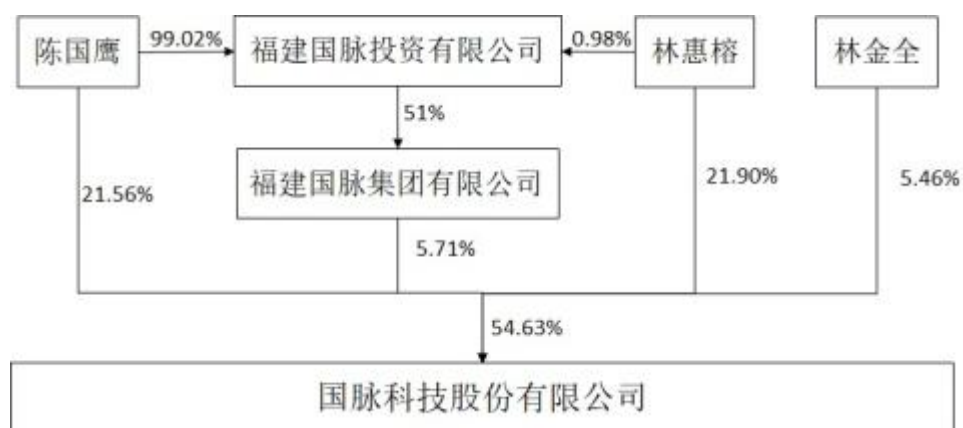 陈国鹰
99.02%
福建国脉投资有限公司
0.98%
林惠榕
林金全
51%
福建国脉集团有限公司
21.56%
21.90%
5.46%
5.71%
54.63%
国脉科技股份有限公司